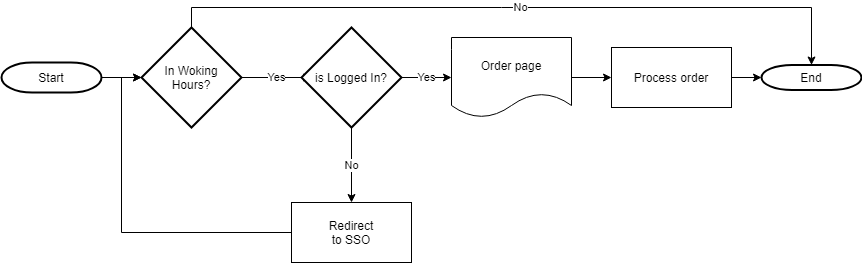 No
Start
In Woking
Hours?
Yes
is Logged In?
Yes
Order page
Process order
End
No
Redirect
to SSO